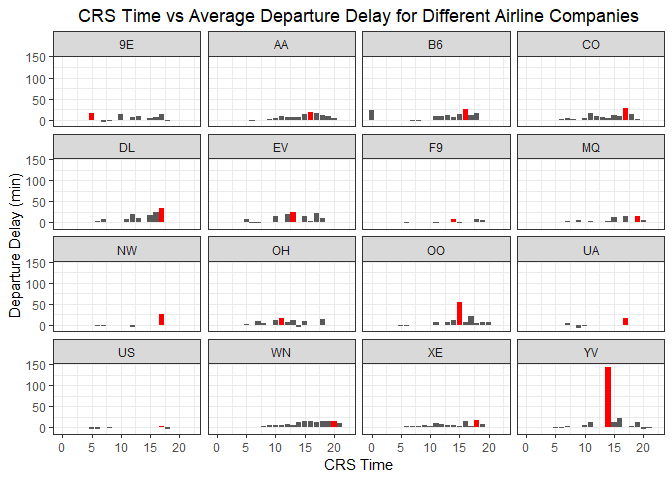 CRS Time vs Average Departure Delay for Different Airline Companies
9E AA B6 CO
150
100
50
0
DL EV F9 MQ
150
100
50
0
Departure Delay (min)
NW OH OO UA
150
100
50
0
US WN XE YV
150
100
50
0
0 5 10 15 20 0 5 10 15 20 0 5 10 15 20 0 5 10 15 20
CRS Time